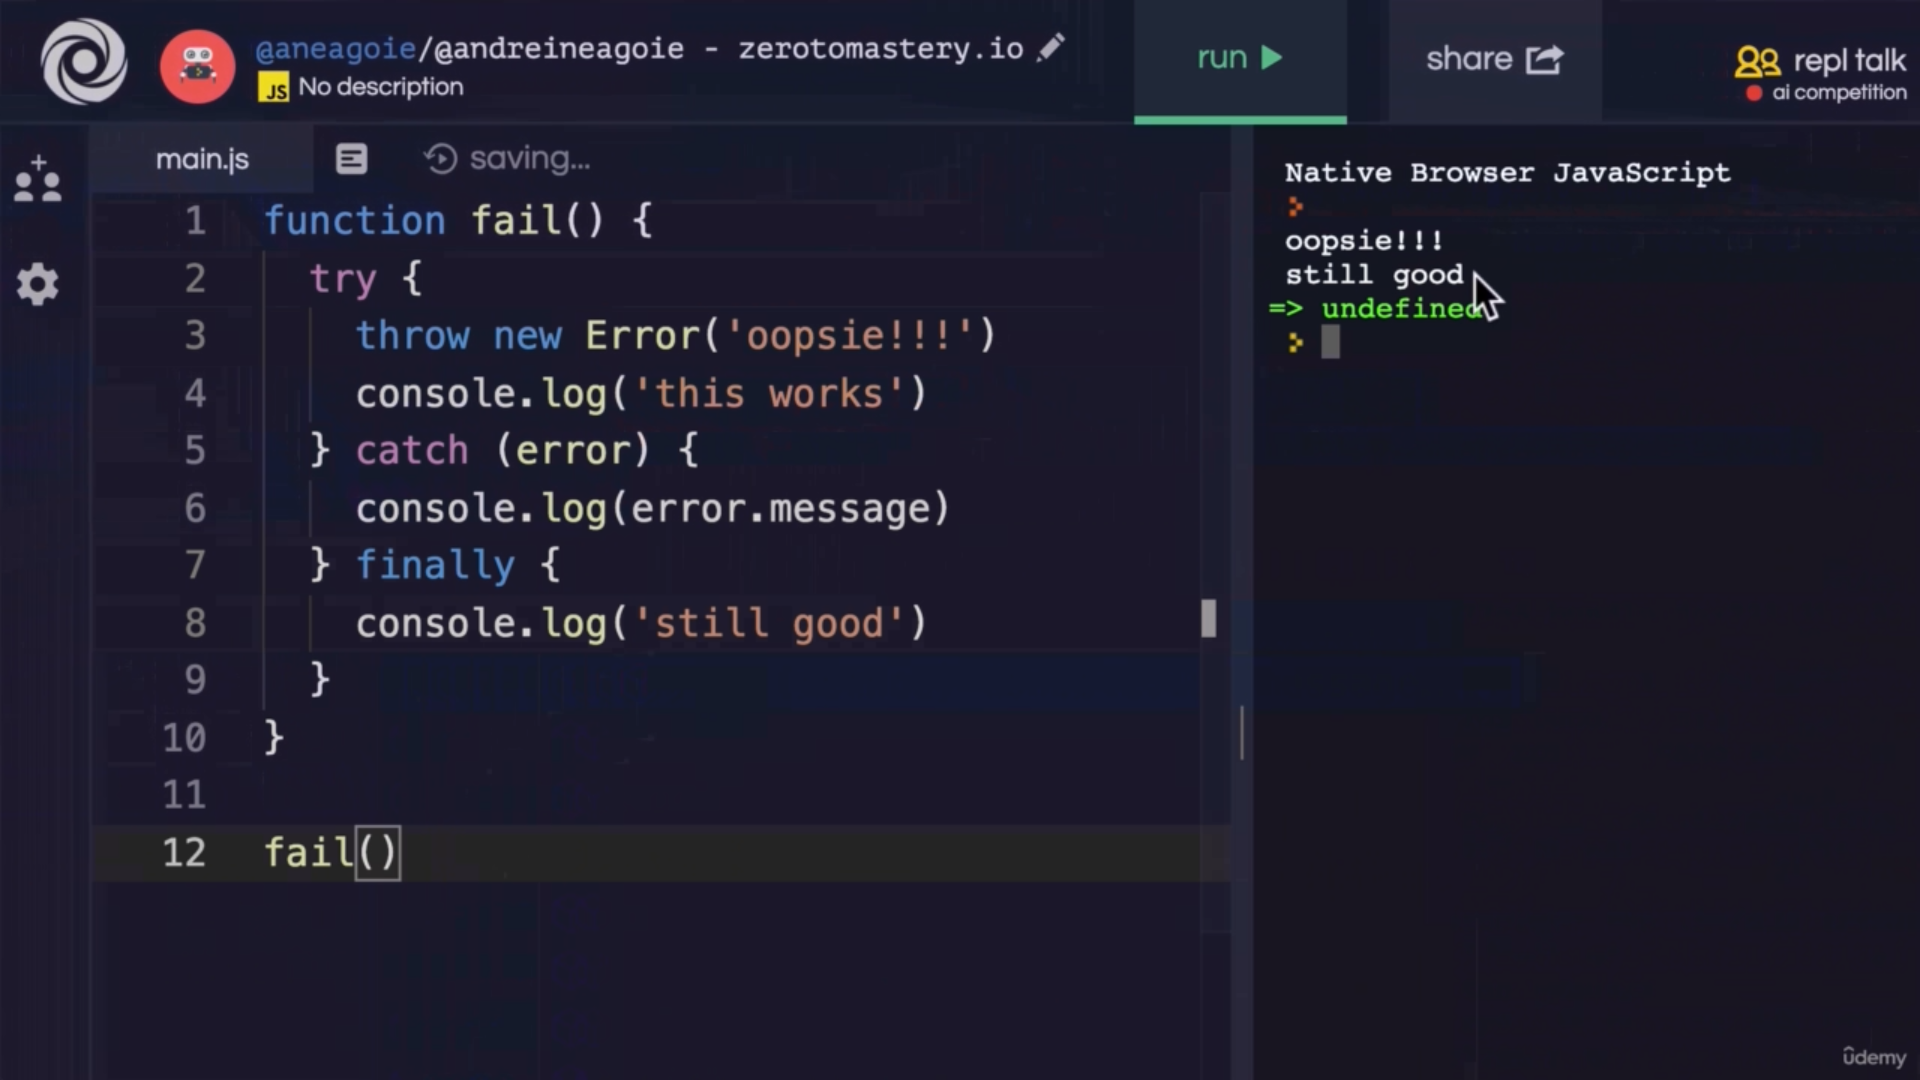 @aneagoie/@andreineagoie - zerotomastery.io
JS No description
run
share
repl talk
ai competition
main.js
saving...
1 function fail() {
2 try {
3 throw new Error('oopsie!!!')
4 console.log('this works')
5 } catch (error) {
6 console.log(error.message)
7 } finally {
8 console.log('still good')
9 }
10 }
11
12 fail()
Native Browser JavaScript
oopsie!!!
still good
=> undefined
udemy